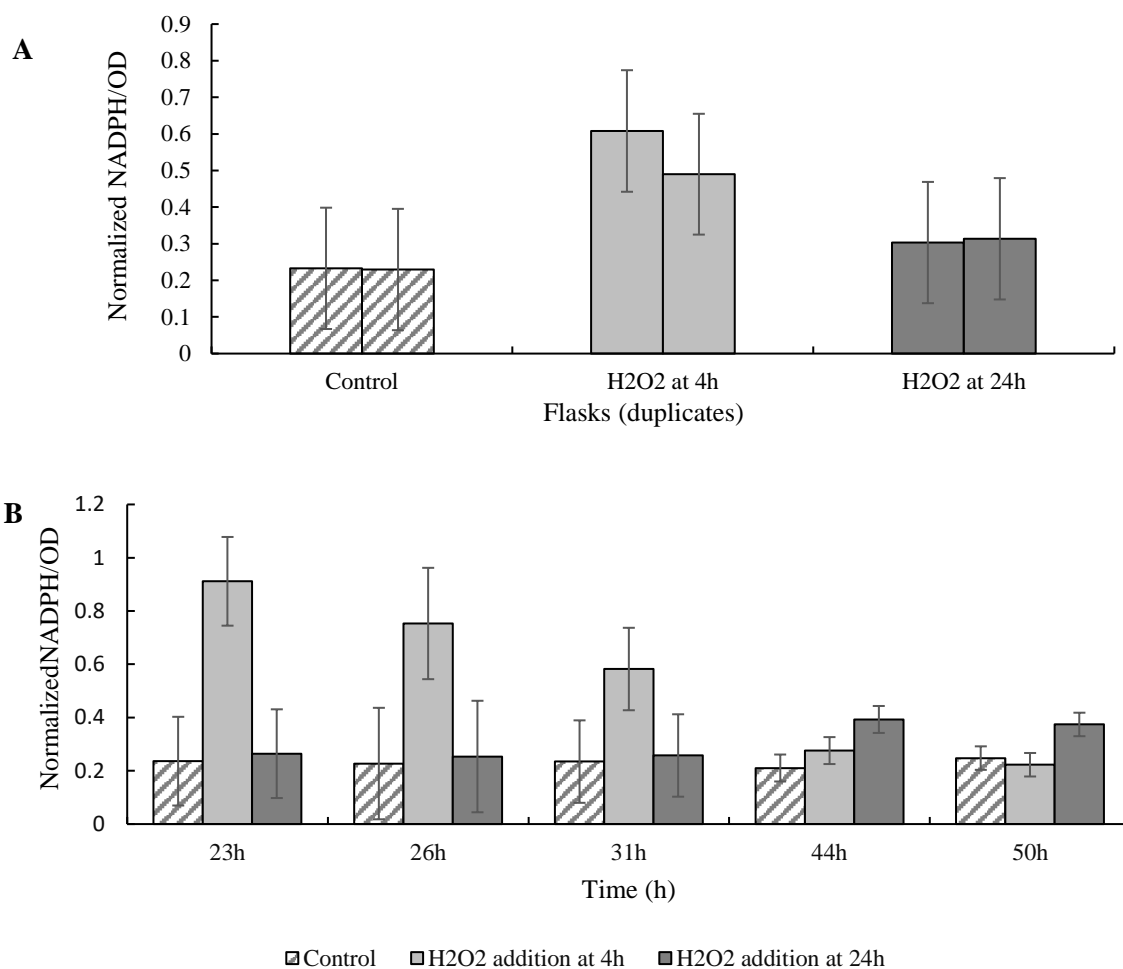 A
Normalized NADPH/OD
0.9
0.8
0.7
0.6
0.5
0.4
0.3
0.2
0.1
0
Control
H2O2 at 4h
H2O2 at 24h
Flasks (duplicates)
B
NormalizedNADPH/OD
1.2
1
0.8
0.6
0.4
0.2
0
23h
26h
31h
44h
50h
Time (h)
Control
H2O2 addition at 4h
H2O2 addition at 24h